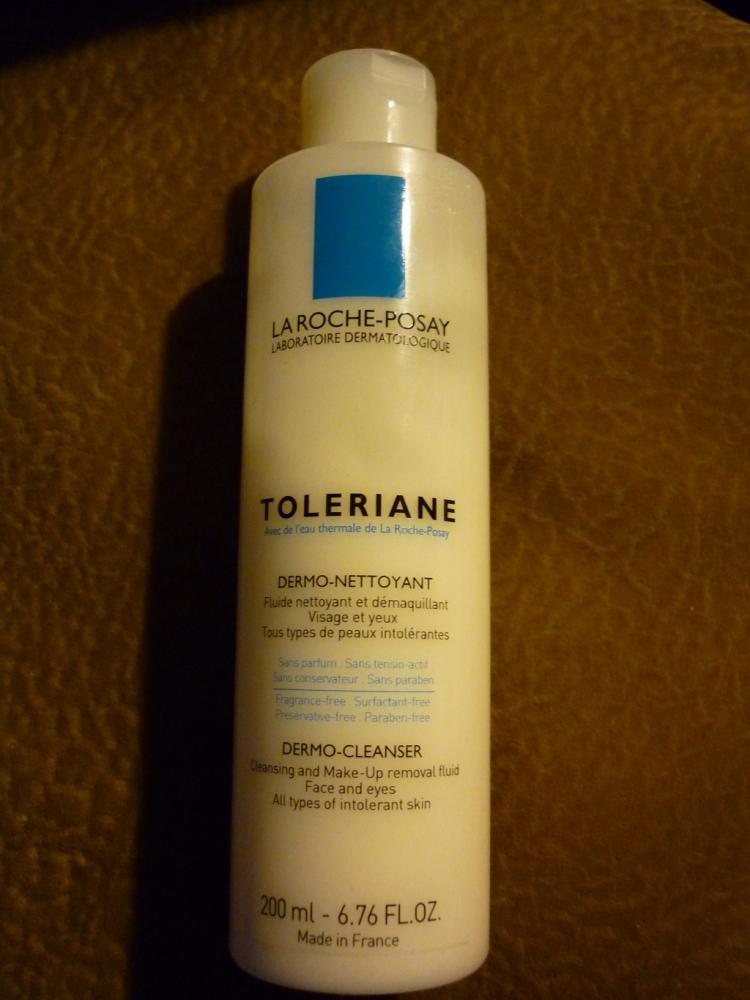 LA ROCHE-POSAY
LABORATOIRE DERMATOLOGIQUE
TOLERIANE
Avec de l'eau thermale de La Roche-Posay
DERMO-NETTOYANT
Fluide nettoyant et démaquillant
Visage et yeux
Tous types de peaux intolérantes
Sans parfum . Sans tensio-actif
Sans conservateur . Sans paraben
Fragrance-free . Surfactant-free
Preservative-free . Paraben-free
DERMO-CLEANSER
Cleansing and Make-Up removal fluid
Face and eyes
All types of intolerant skin
200 ml - 6.76 FL.OZ.
Made in France